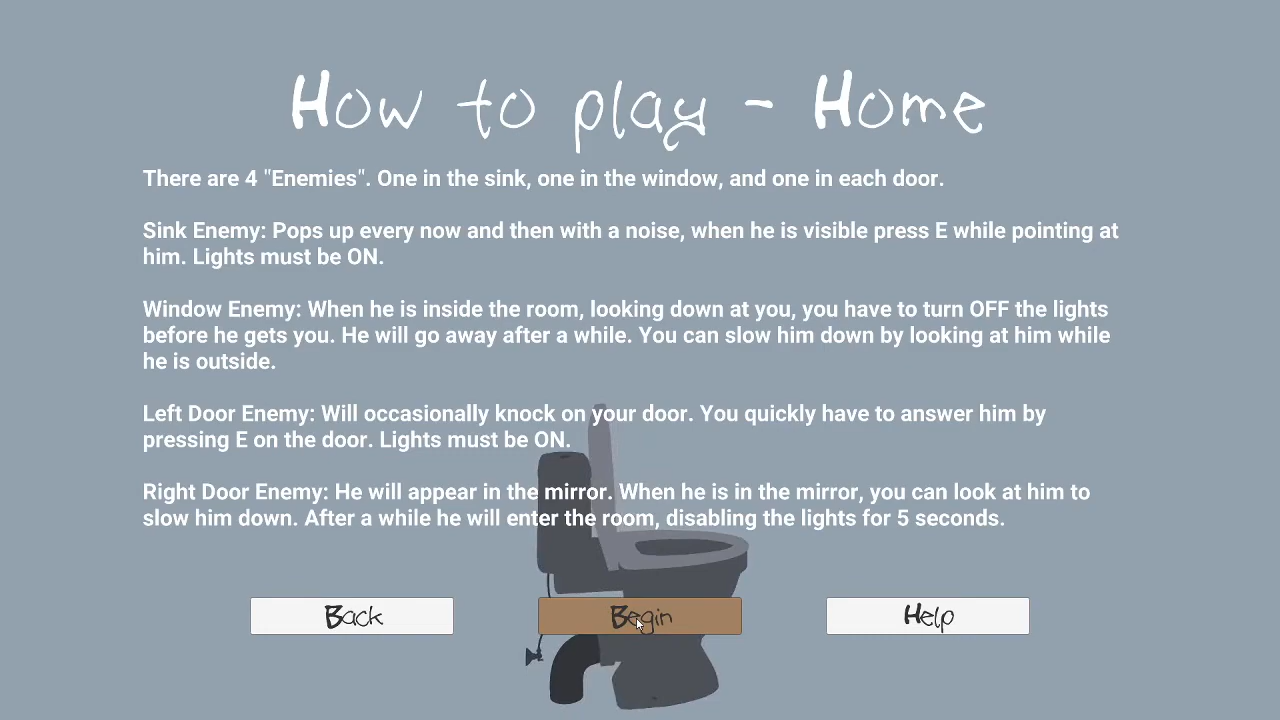 How to play - Home
There are 4 "Enemies". One in the sink, one in the window, and one in each door.
Sink Enemy: Pops up every now and then with a noise, when he is visible press E while pointing at
him. Lights must be ON.
Window Enemy: When he is inside the room, looking down at you, you have to turn OFF the lights
before he gets you. He will go away after a while. You can slow him down by looking at him while
he is outside.
Left Door Enemy: Will occasionally knock on your door. You quickly have to answer him by
pressing E on the door. Lights must be ON.
Right Door Enemy: He will appear in the mirror. When he is in the mirror, you can look at him to
slow him down. After a while he will enter the room, disabling the lights for 5 seconds.
Back
Begin
Help